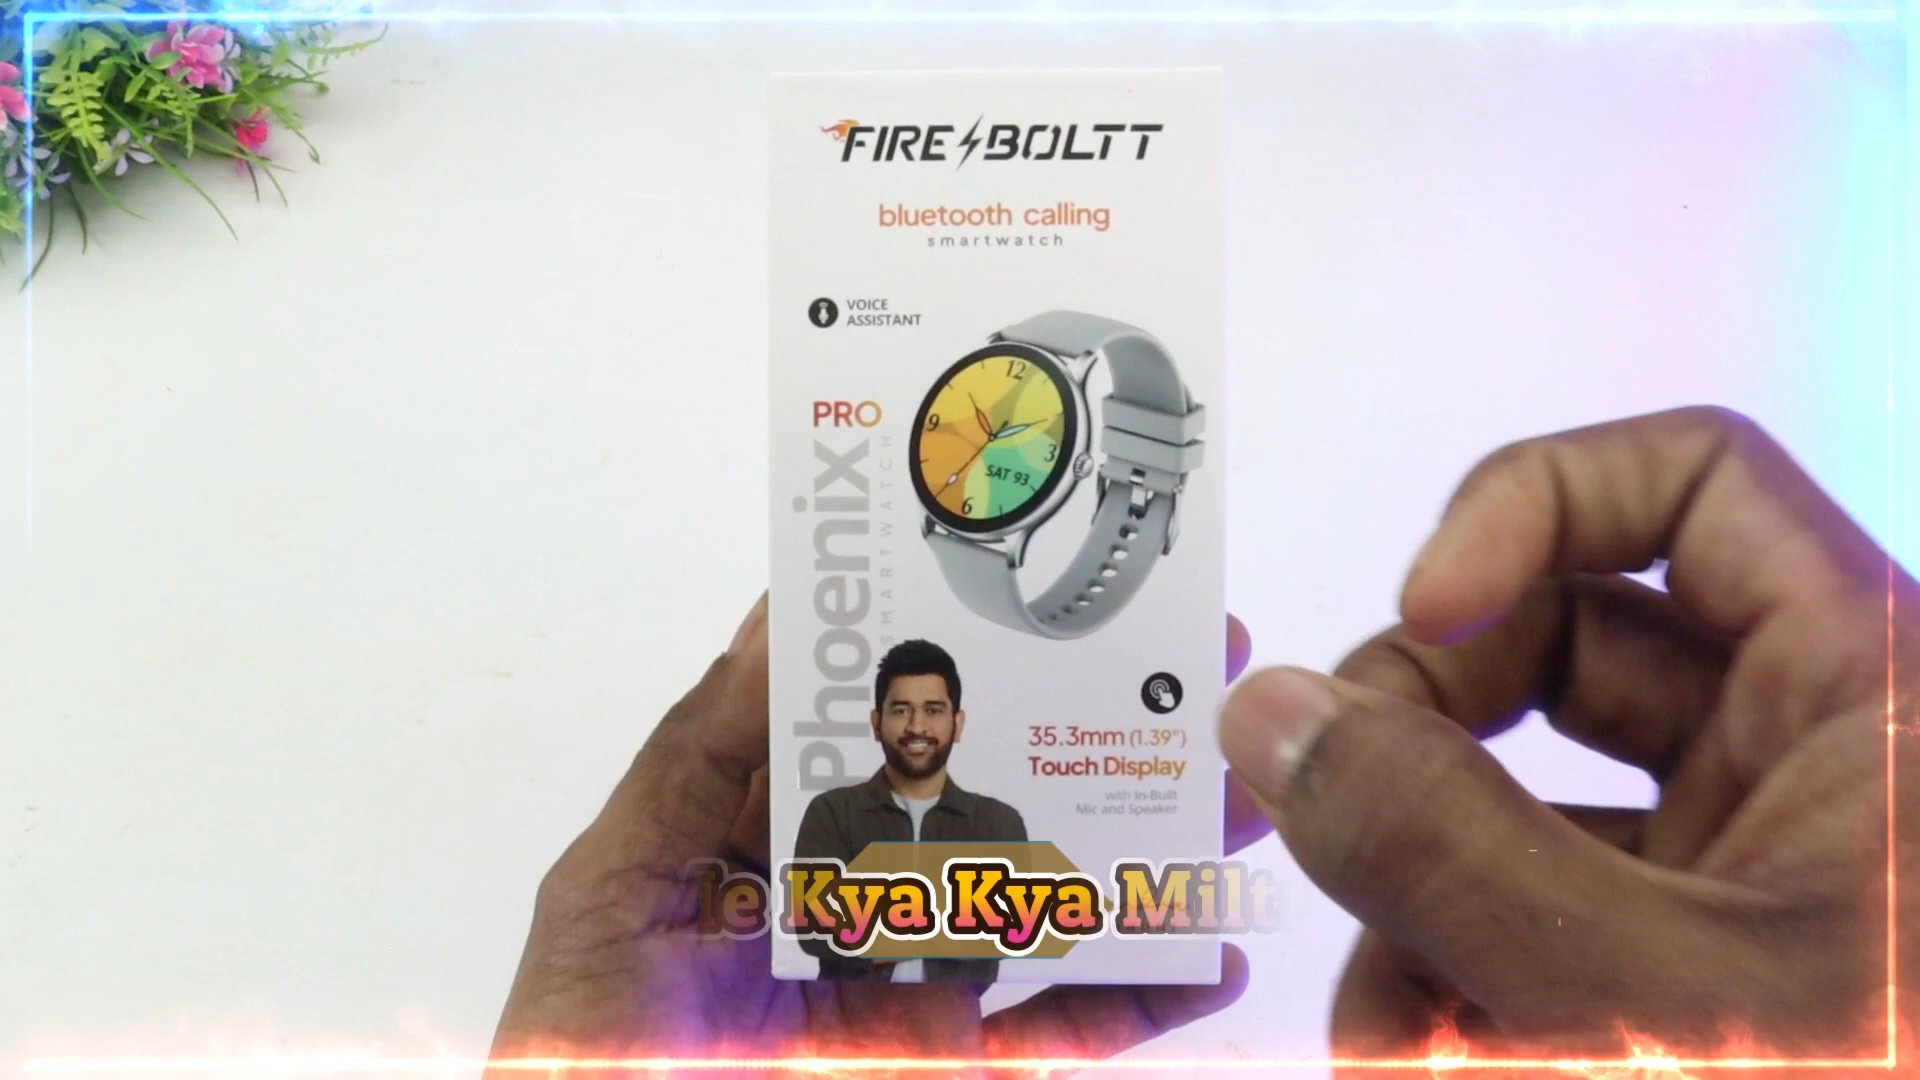 FIRE BOLTT
bluetooth calling
smartwatch
VOICE
ASSISTANT
PRO
Phoenix
SMARTWATCH
12
9
3
SAT 93
6
35.3mm (1.39")
Touch Display
with In-Built
Mic and Speaker
Kya Kya